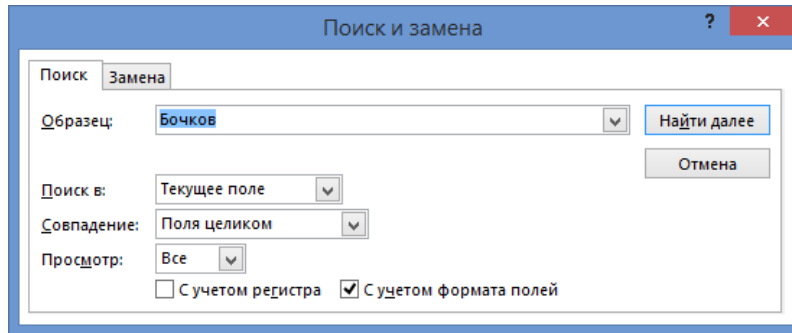 Поиск и замена ?
Поиск Замена
Образец: Бочков Найти далее
Отмена
Поиск в: Текущее поле
Совпадение: Поля целиком
Просмотр: Все
С учетом регистра С учетом формата полей